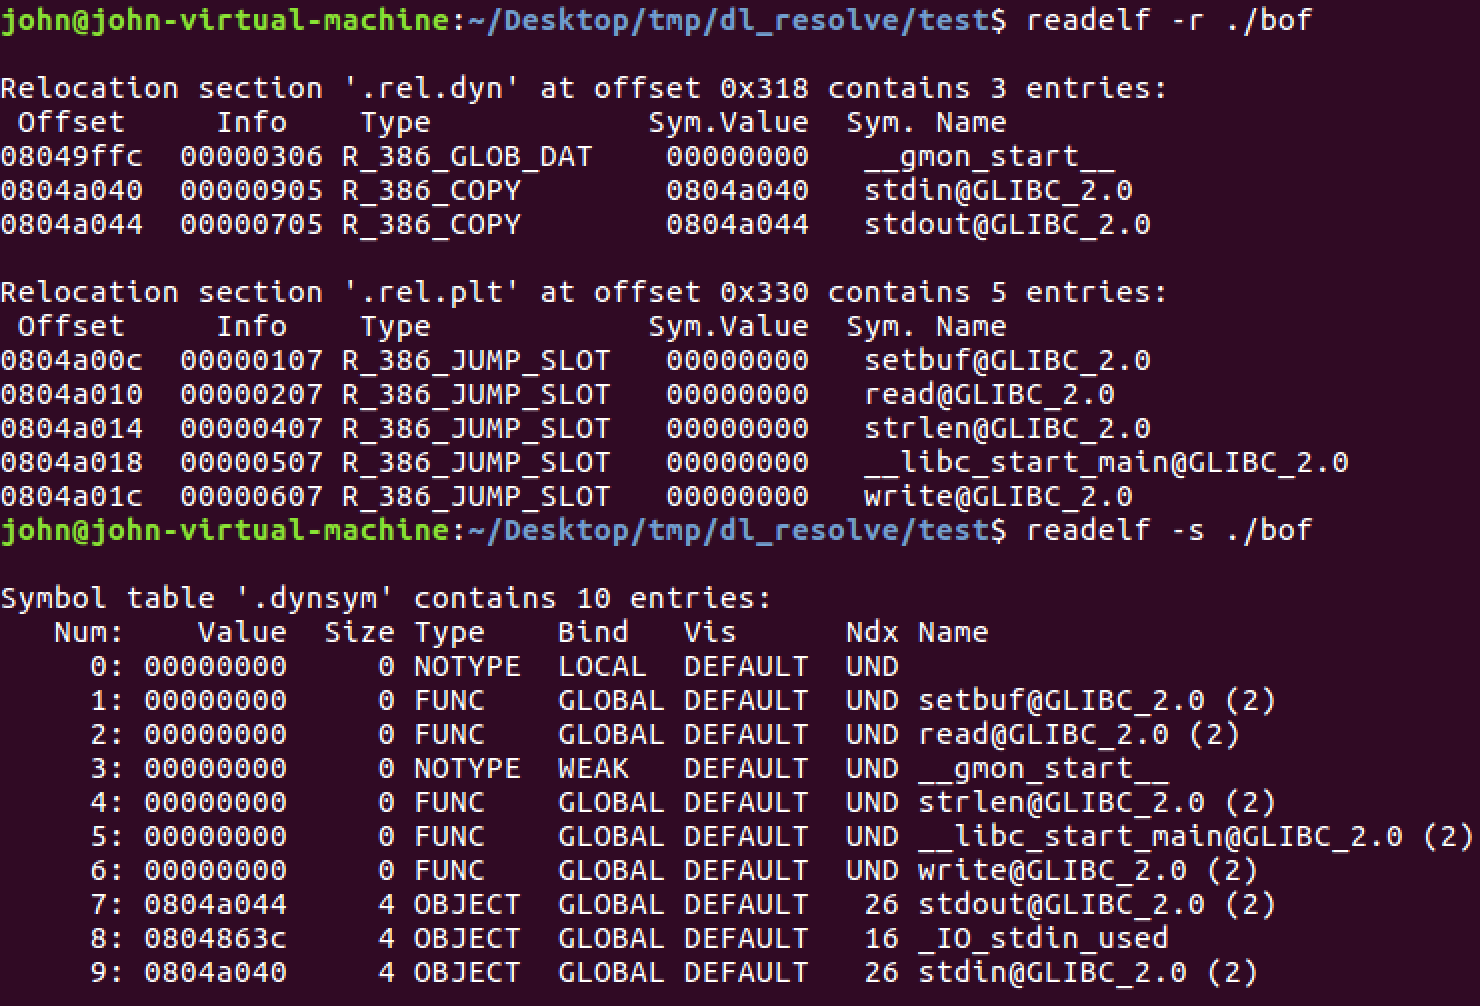 john@john-virtual-machine:~/Desktop/tmp/dl_resolve/test$ readelf -r ./bof
Relocation section '.rel.dyn' at offset 0x318 contains 3 entries:
 Offset     Info    Type            Sym.Value  Sym. Name
08049ffc  00000306 R_386_GLOB_DAT    00000000   __gmon_start__
0804a040  00000905 R_386_COPY        0804a040   stdin@GLIBC_2.0
0804a044  00000705 R_386_COPY        0804a044   stdout@GLIBC_2.0
Relocation section '.rel.plt' at offset 0x330 contains 5 entries:
 Offset     Info    Type            Sym.Value  Sym. Name
0804a00c  00000107 R_386_JUMP_SLOT   00000000   setbuf@GLIBC_2.0
0804a010  00000207 R_386_JUMP_SLOT   00000000   read@GLIBC_2.0
0804a014  00000407 R_386_JUMP_SLOT   00000000   strlen@GLIBC_2.0
0804a018  00000507 R_386_JUMP_SLOT   00000000   __libc_start_main@GLIBC_2.0
0804a01c  00000607 R_386_JUMP_SLOT   00000000   write@GLIBC_2.0
john@john-virtual-machine:~/Desktop/tmp/dl_resolve/test$ readelf -s ./bof
Symbol table '.dynsym' contains 10 entries:
   Num:    Value  Size Type    Bind   Vis      Ndx Name
     0: 00000000     0 NOTYPE  LOCAL  DEFAULT  UND
     1: 00000000     0 FUNC    GLOBAL DEFAULT  UND setbuf@GLIBC_2.0 (2)
     2: 00000000     0 FUNC    GLOBAL DEFAULT  UND read@GLIBC_2.0 (2)
     3: 00000000     0 NOTYPE  WEAK   DEFAULT  UND __gmon_start__
     4: 00000000     0 FUNC    GLOBAL DEFAULT  UND strlen@GLIBC_2.0 (2)
     5: 00000000     0 FUNC    GLOBAL DEFAULT  UND __libc_start_main@GLIBC_2.0 (2)
     6: 00000000     0 FUNC    GLOBAL DEFAULT  UND write@GLIBC_2.0 (2)
     7: 0804a044     4 OBJECT  GLOBAL DEFAULT   26 stdout@GLIBC_2.0 (2)
     8: 0804863c     4 OBJECT  GLOBAL DEFAULT   16 _IO_stdin_used
     9: 0804a040     4 OBJECT  GLOBAL DEFAULT   26 stdin@GLIBC_2.0 (2)